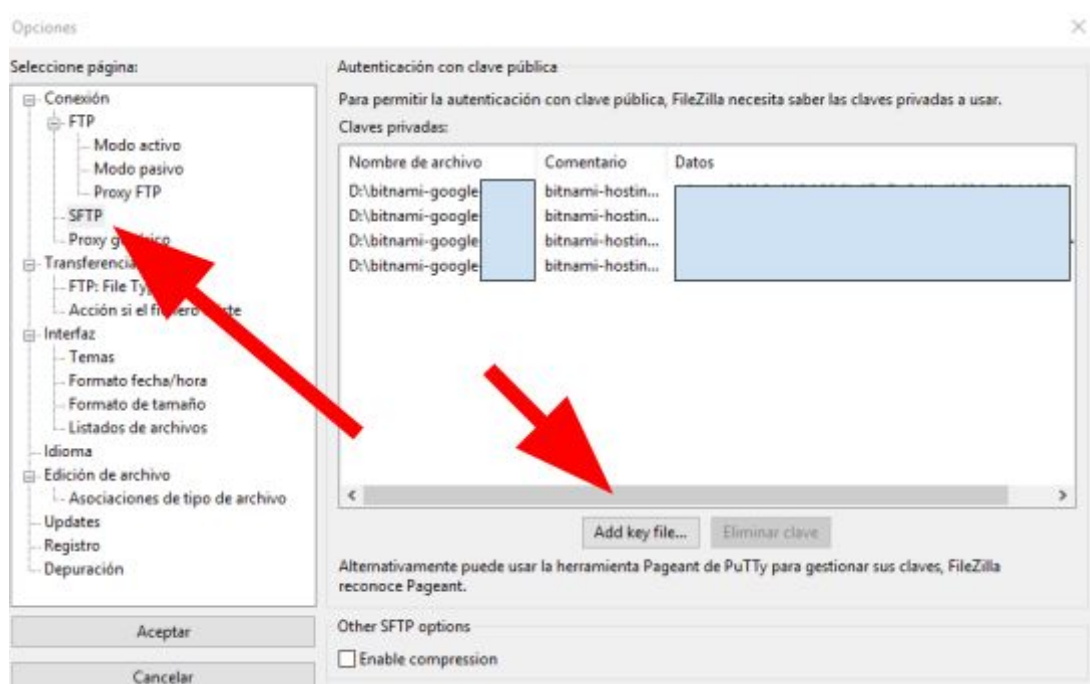 Opciones
Seleccione página:
Conexión
FTP
Modo activo
Modo pasivo
Proxy FTP
SFTP
Proxy
Transferencia
FTP: File
Acción si el
Interfaz
Temas
Formato fecha/hora
Formato de tamaño
Listados de archivos
Idioma
Edición de archivo
Asociaciones de tipo de archivo
Updates
Registro
Depuración
Aceptar
Cancelar
Autenticación con clave pública
Para permitir la autenticación con clave pública, FileZilla necesita saber las claves privadas a usar.
Claves privadas:
Nombre de archivo Comentario Datos
D:\bitnami-google- bitnami-hostin...
D:\bitnami-google- bitnami-hostin...
D:\bitnami-google- bitnami-hostin...
D:\bitnami-google- bitnami-hostin...
Add key file... Eliminar clave
Alternativamente puede usar la herramienta Pageant de PuTTy para gestionar sus claves, FileZilla
reconoce Pageant.
Other SFTP options
Enable compression